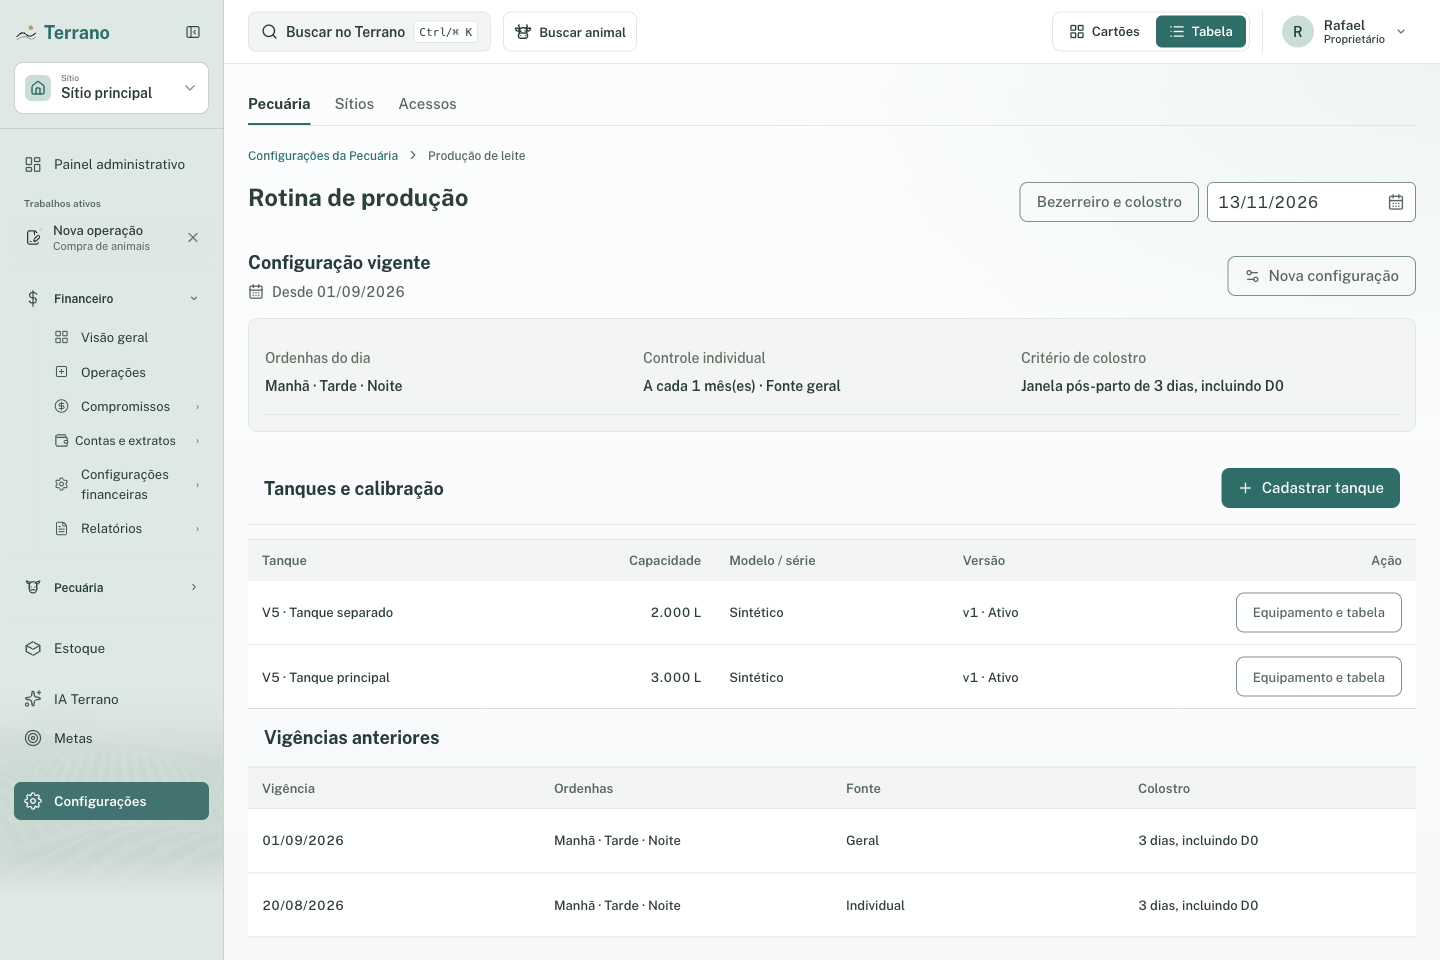 Terrano
Sítio
Sítio principal
Painel administrativo
Trabalhos ativos
Nova operação
Compra de animais
Financeiro
Visão geral
Operações
Compromissos
Contas e extratos
Configurações
financeiras
Relatórios
Pecuária
Estoque
IA Terrano
Metas
Configurações
Buscar no Terrano Ctrl/⌘ K
Buscar animal
Cartões
Tabela
R
Rafael
Proprietário
Pecuária Sítios Acessos
Configurações da Pecuária > Produção de leite
Rotina de produção
Bezerreiro e colostro
13/11/2026
Configuração vigente
Desde 01/09/2026
Nova configuração
Ordenhas do dia Controle individual Critério de colostro
Manhã · Tarde · Noite A cada 1 mês(es) · Fonte geral Janela pós-parto de 3 dias, incluindo D0
Tanques e calibração
+ Cadastrar tanque
Tanque Capacidade Modelo / série Versão Ação
V5 · Tanque separado 2.000 L Sintético v1 · Ativo Equipamento e tabela
V5 · Tanque principal 3.000 L Sintético v1 · Ativo Equipamento e tabela
Vigências anteriores
Vigência Ordenhas Fonte Colostro
01/09/2026 Manhã · Tarde · Noite Geral 3 dias, incluindo D0
20/08/2026 Manhã · Tarde · Noite Individual 3 dias, incluindo D0